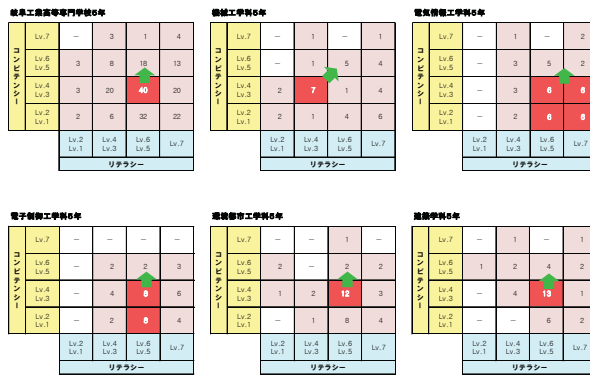 岐阜工業高等専門学校5年
コンピテンシー
Lv.7 － 3 1 4
Lv.6 Lv.5 3 8 18 13
Lv.4 Lv.3 3 20 40 20
Lv.2 Lv.1 2 6 32 22
Lv.2 Lv.1 Lv.4 Lv.3 Lv.6 Lv.5 Lv.7
リテラシー
機械工学科5年
コンピテンシー
Lv.7 － 1 － 1
Lv.6 Lv.5 － 1 5 4
Lv.4 Lv.3 2 7 1 4
Lv.2 Lv.1 2 1 4 6
Lv.2 Lv.1 Lv.4 Lv.3 Lv.6 Lv.5 Lv.7
リテラシー
電気情報工学科5年
コンピテンシー
Lv.7 － 1 － 2
Lv.6 Lv.5 － 3 5 2
Lv.4 Lv.3 － 3 6 6
Lv.2 Lv.1 － 2 6 6
Lv.2 Lv.1 Lv.4 Lv.3 Lv.6 Lv.5 Lv.7
リテラシー
電子制御工学科5年
コンピテンシー
Lv.7 － － － －
Lv.6 Lv.5 － 2 2 3
Lv.4 Lv.3 － 4 8 6
Lv.2 Lv.1 － 2 8 4
Lv.2 Lv.1 Lv.4 Lv.3 Lv.6 Lv.5 Lv.7
リテラシー
環境都市工学科5年
コンピテンシー
Lv.7 － － 1 －
Lv.6 Lv.5 2 － 2 2
Lv.4 Lv.3 1 2 12 3
Lv.2 Lv.1 － 1 8 4
Lv.2 Lv.1 Lv.4 Lv.3 Lv.6 Lv.5 Lv.7
リテラシー
建築学科5年
コンピテンシー
Lv.7 － 1 － 1
Lv.6 Lv.5 1 2 4 2
Lv.4 Lv.3 － 4 13 1
Lv.2 Lv.1 － － 6 2
Lv.2 Lv.1 Lv.4 Lv.3 Lv.6 Lv.5 Lv.7
リテラシー